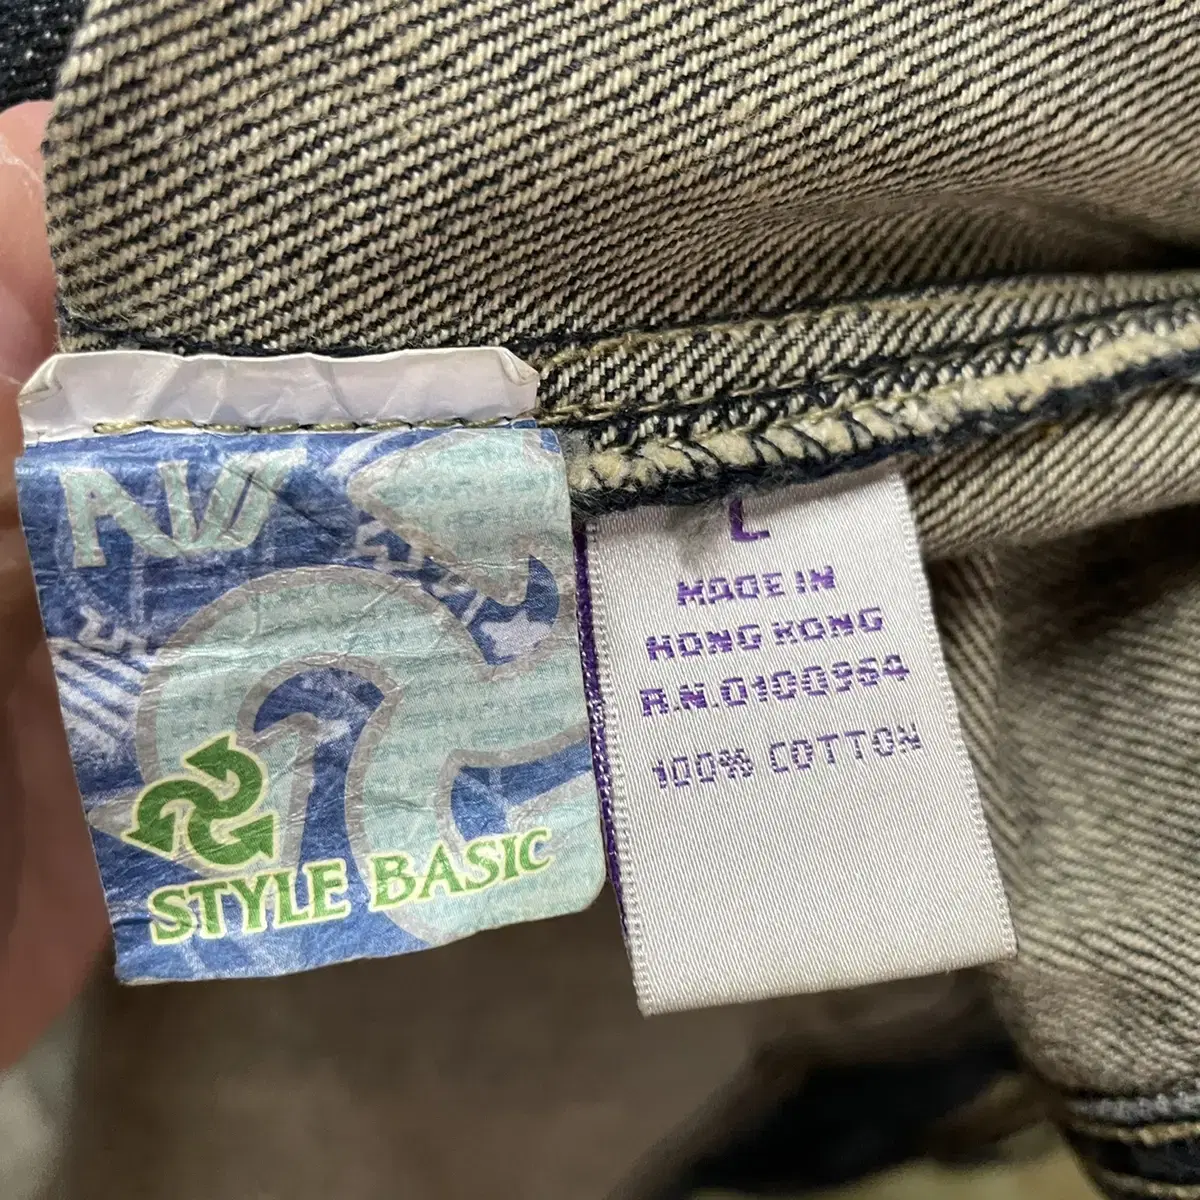 STYLE BASIC
L
MADE IN
HONG KONG
R.N.0100964
100% COTTON